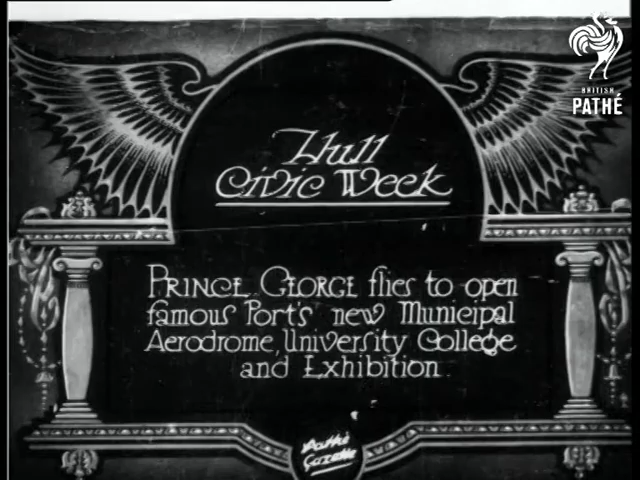 BRITISH
PATHÉ
Hull
Civic Week
PRINCE GEORGE flies to open
famous Port's new Municipal
Aerodrome, University College
and Exhibition.
Pathé
Gazette